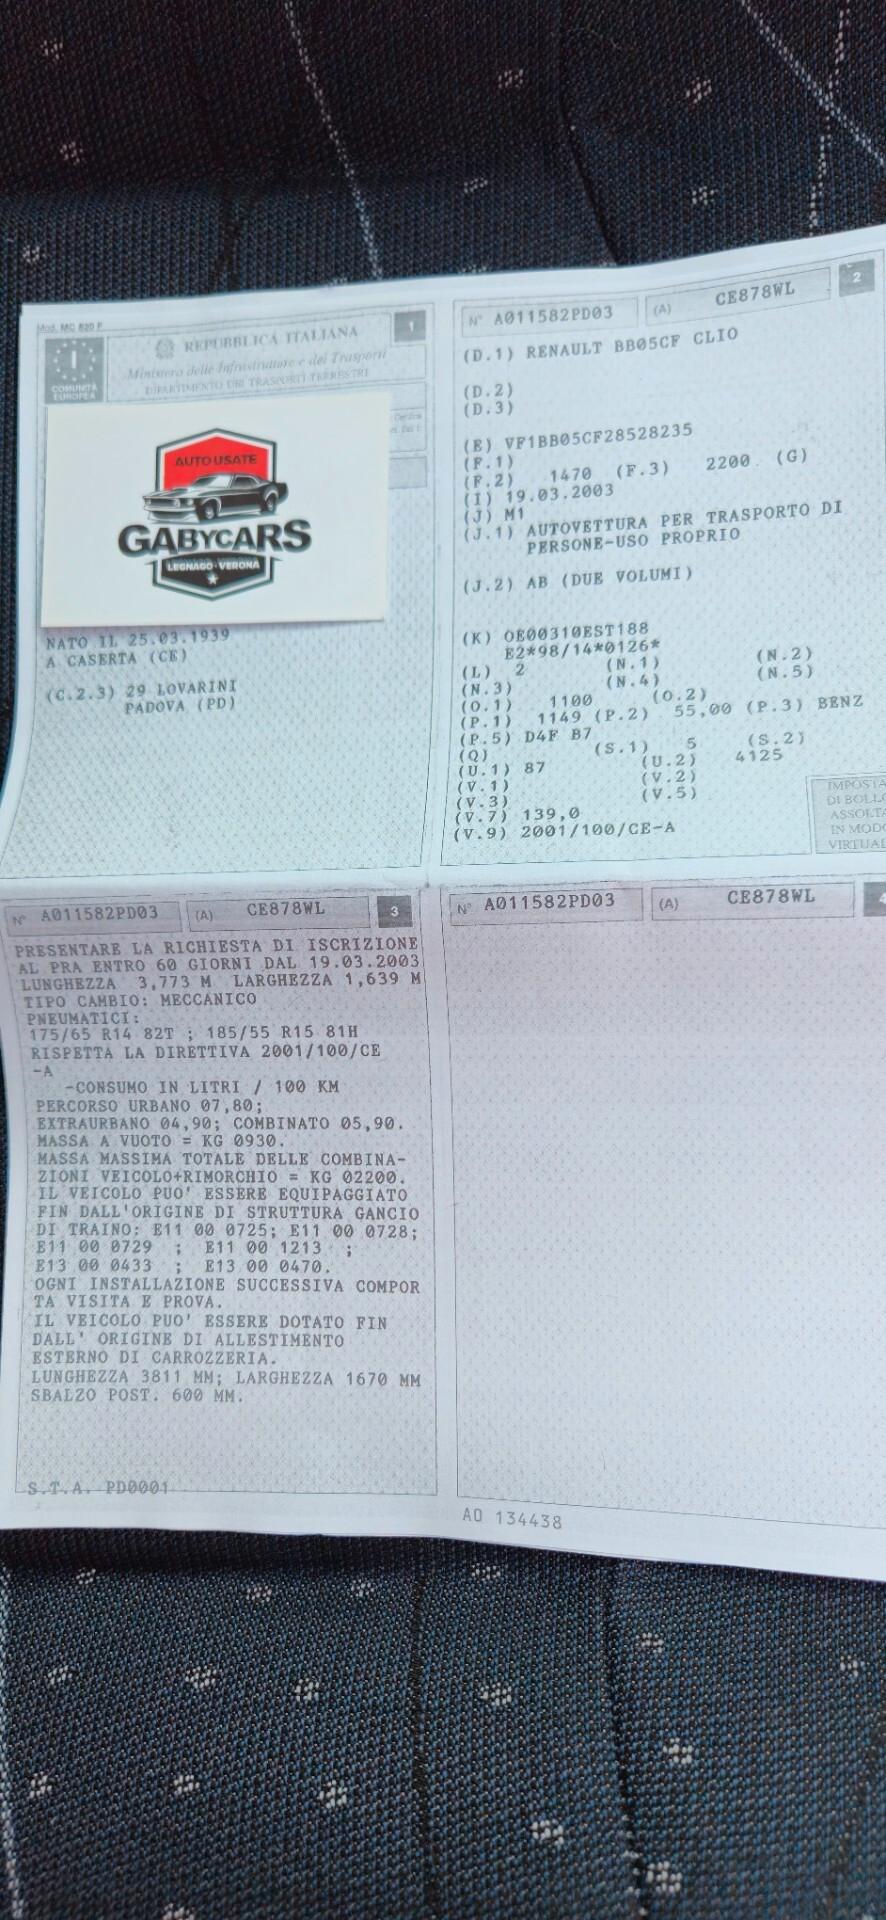 Mod. MC 820 F
1
REPUBBLICA ITALIANA
Ministero delle Infrastrutture e dei Trasporti
DIPARTIMENTO DEI TRASPORTI TERRESTRI
I
COMUNITÀ
EUROPEA
AUTO USATE
GABYCARS
LEGNAGO-VERONA
NATO IL 25.03.1939
A CASERTA (CE)
(C.2.3) 29 LOVARINI
PADOVA (PD)
N° A011582PD03 (A) CE878WL 2
(D.1) RENAULT BB05CF CLIO
(D.2)
(D.3)
(E) VF1BB05CF28528235
(F.1)
(F.2) 1470 (F.3) 2200 (G)
(I) 19.03.2003
(J) M1
(J.1) AUTOVETTURA PER TRASPORTO DI
PERSONE-USO PROPRIO
(J.2) AB (DUE VOLUMI)
(K) OE00310EST188
E2*98/14*0126*
(L) 2 (N.1) (N.2)
(N.3) (N.4) (N.5)
(O.1) 1100 (O.2)
(P.1) 1149 (P.2) 55,00 (P.3) BENZ
(P.5) D4F B7
(Q) (S.1) 5 (S.2)
(U.1) 87 (U.2) 4125
(V.1) (V.2)
(V.3) (V.5)
(V.7) 139,0
(V.9) 2001/100/CE-A
IMPOSTA
DI BOLLO
ASSOLTA
IN MODO
VIRTUAL
N° A011582PD03 (A) CE878WL 3
PRESENTARE LA RICHIESTA DI ISCRIZIONE
AL PRA ENTRO 60 GIORNI DAL 19.03.2003
LUNGHEZZA 3,773 M LARGHEZZA 1,639 M
TIPO CAMBIO: MECCANICO
PNEUMATICI:
175/65 R14 82T ; 185/55 R15 81H
RISPETTA LA DIRETTIVA 2001/100/CE
-A
-CONSUMO IN LITRI / 100 KM
PERCORSO URBANO 07,80;
EXTRAURBANO 04,90; COMBINATO 05,90.
MASSA A VUOTO = KG 0930.
MASSA MASSIMA TOTALE DELLE COMBINA-
ZIONI VEICOLO+RIMORCHIO = KG 02200.
IL VEICOLO PUO' ESSERE EQUIPAGGIATO
FIN DALL'ORIGINE DI STRUTTURA GANCIO
DI TRAINO: E11 00 0725; E11 00 0728;
E11 00 0729 ; E11 00 1213 ;
E13 00 0433 ; E13 00 0470.
OGNI INSTALLAZIONE SUCCESSIVA COMPOR
TA VISITA E PROVA.
IL VEICOLO PUO' ESSERE DOTATO FIN
DALL' ORIGINE DI ALLESTIMENTO
ESTERNO DI CARROZZERIA.
LUNGHEZZA 3811 MM; LARGHEZZA 1670 MM
SBALZO POST. 600 MM.
S.T.A. PD0001
N° A011582PD03 (A) CE878WL 4
AO 134438